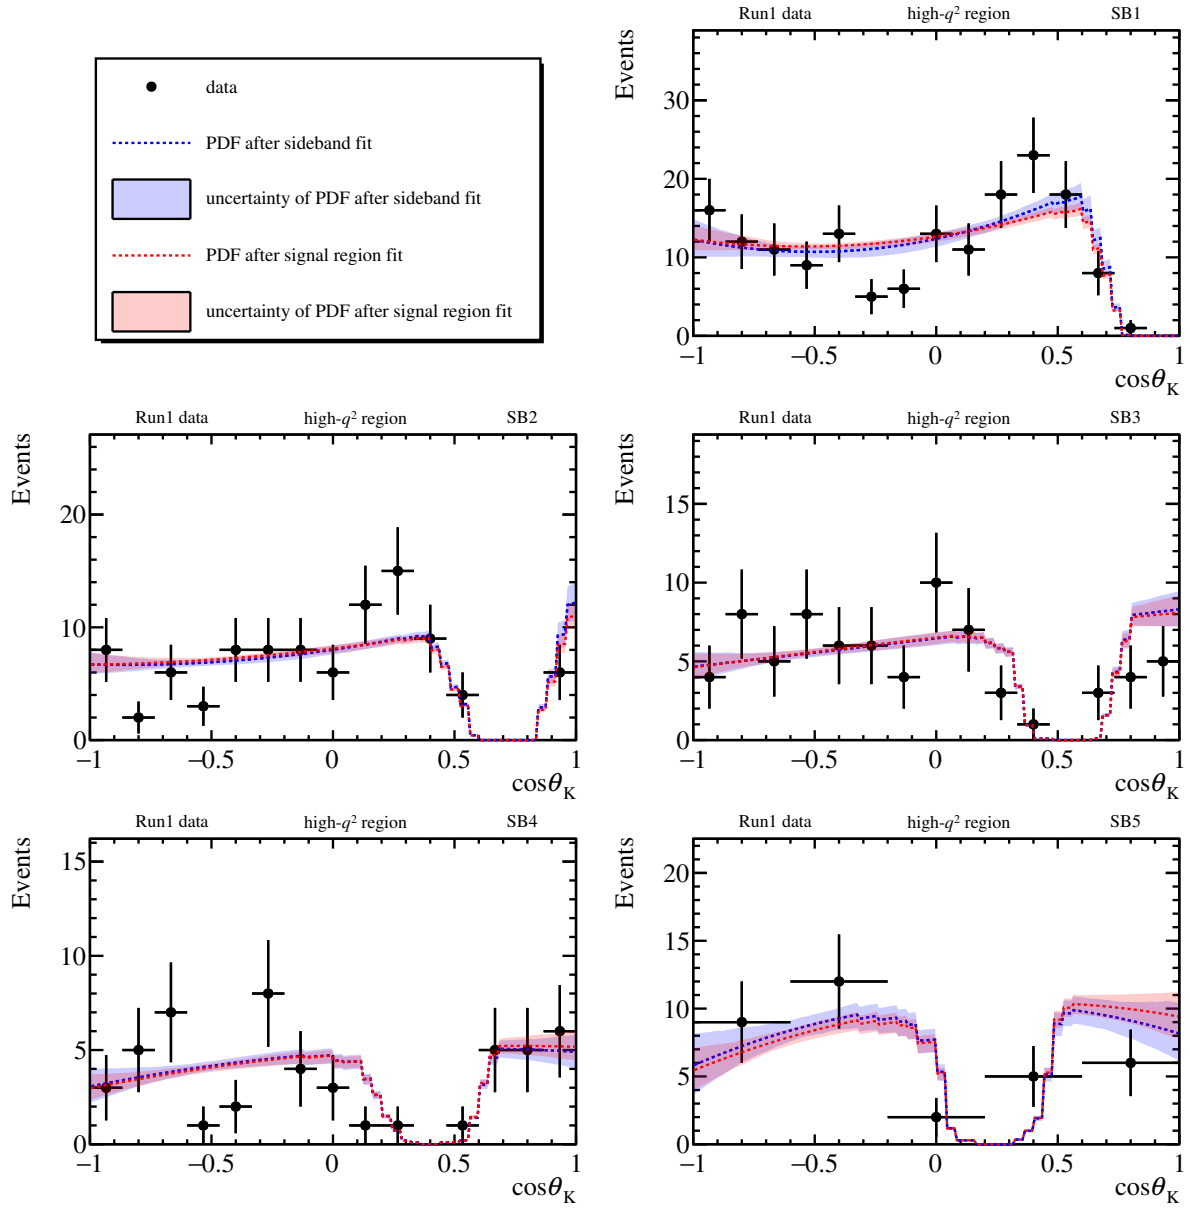 data
PDF after sideband fit
uncertainty of PDF after sideband fit
PDF after signal region fit
uncertainty of PDF after signal region fit
Run1 data high-q² region SB1
Events
30
20
10
0
−1 −0.5 0 0.5 1
cosθ_K
Run1 data high-q² region SB2
Events
20
10
0
−1 −0.5 0 0.5 1
cosθ_K
Run1 data high-q² region SB3
Events
15
10
5
0
−1 −0.5 0 0.5 1
cosθ_K
Run1 data high-q² region SB4
Events
15
10
5
0
−1 −0.5 0 0.5 1
cosθ_K
Run1 data high-q² region SB5
Events
20
15
10
5
0
−1 −0.5 0 0.5 1
cosθ_K